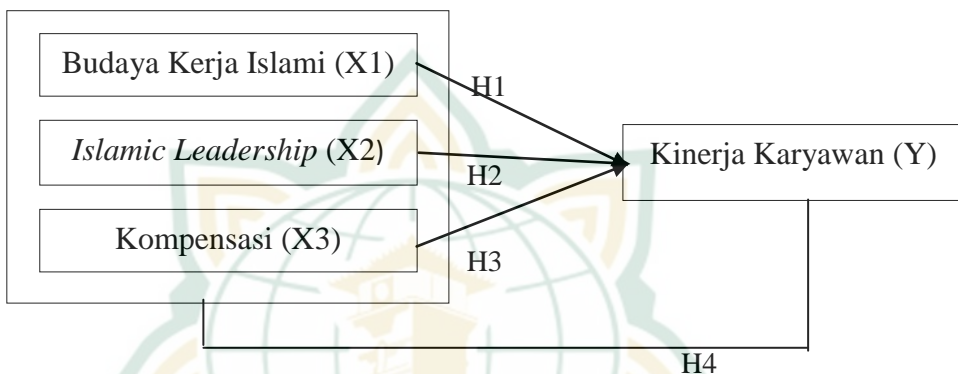 Budaya Kerja Islami (X1)
H1
Islamic Leadership (X2)
H2
Kinerja Karyawan (Y)
Kompensasi (X3)
H3
H4